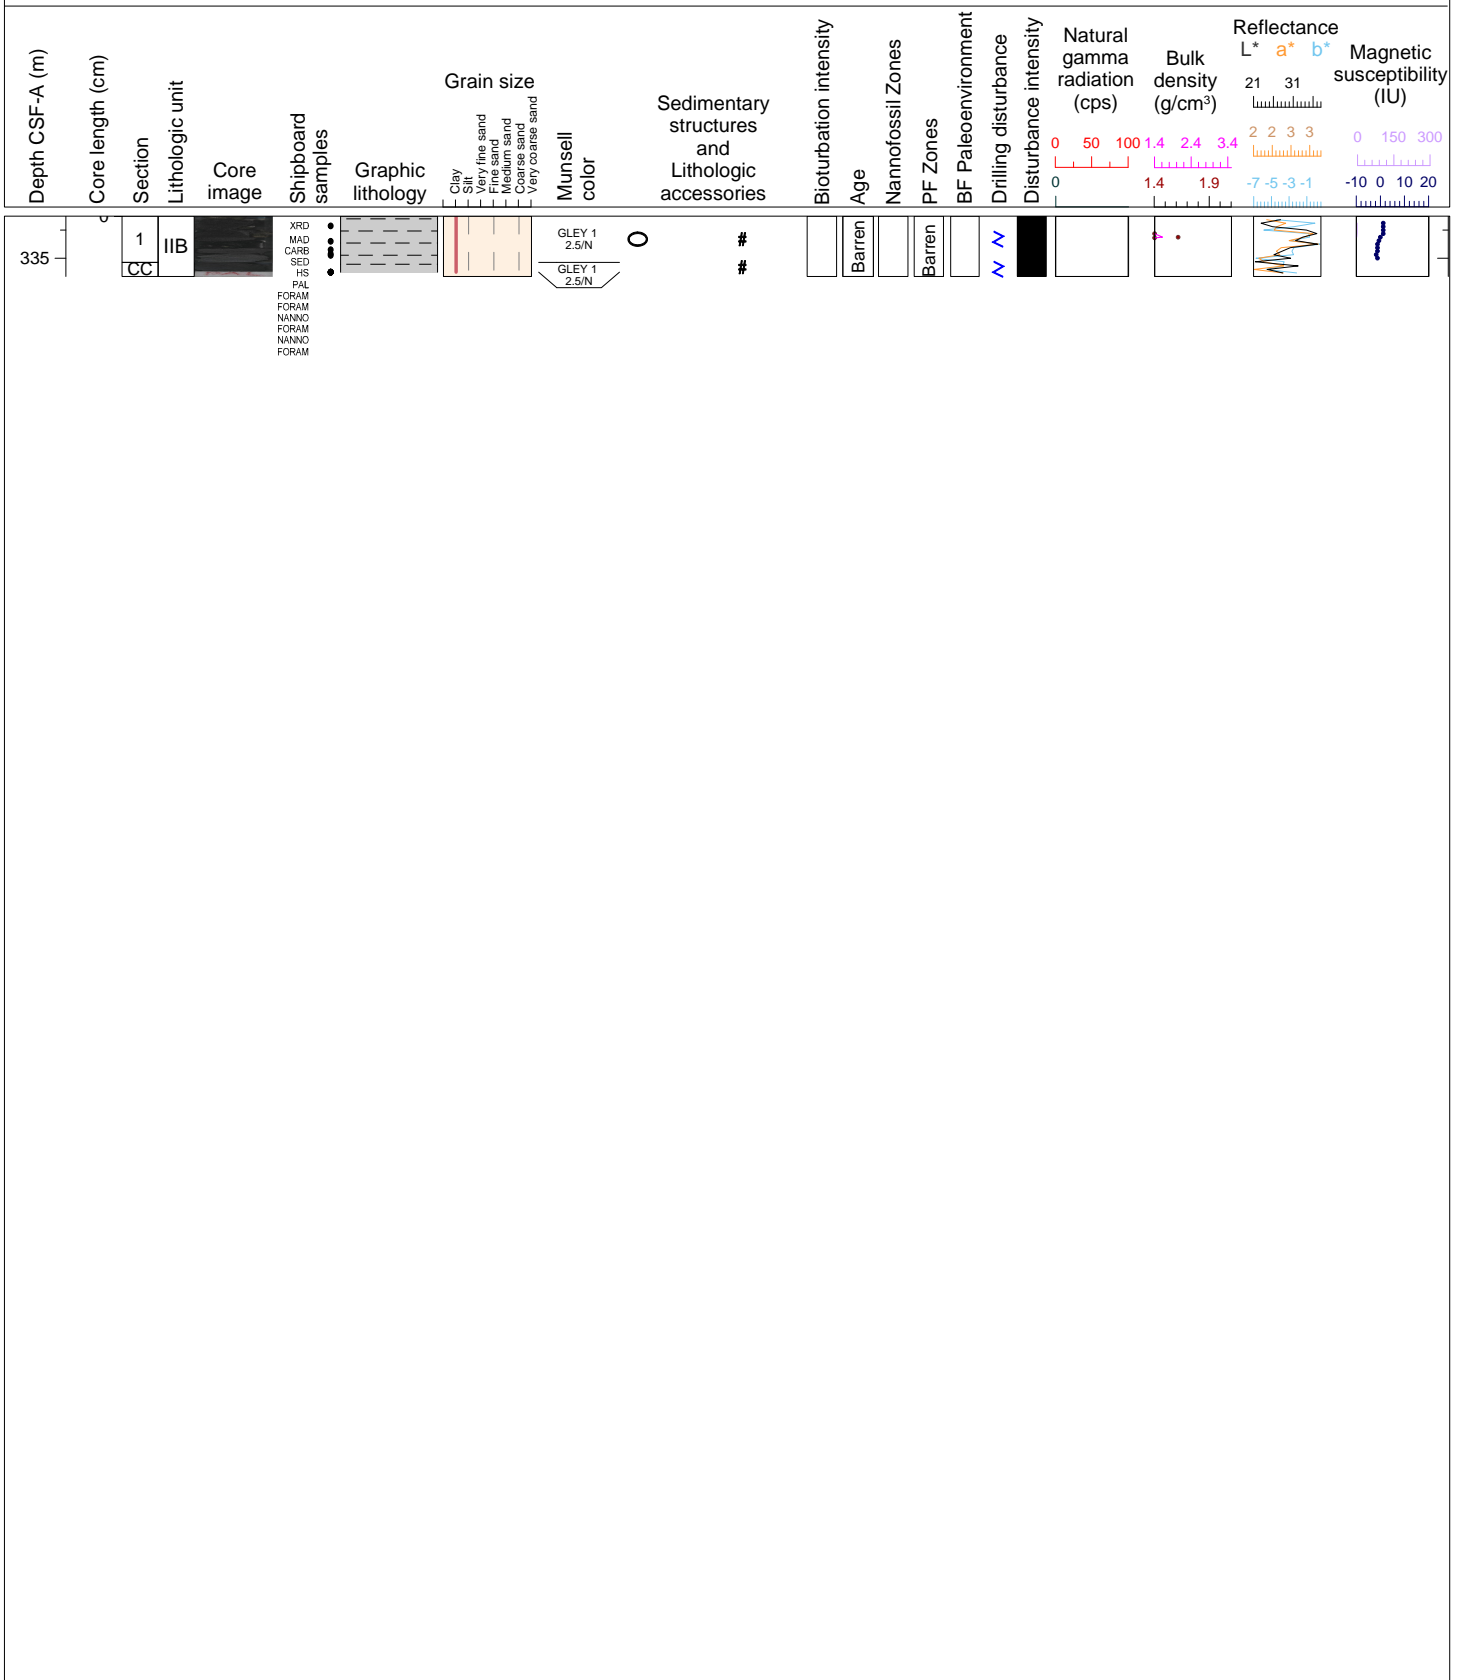 Depth CSF-A (m)
Core length (cm)
Section
Lithologic unit
Core
image
Shipboard
samples
Graphic
lithology
Grain size
Clay
Silt
Very fine sand
Fine sand
Medium sand
Coarse sand
Very coarse sand
Munsell
color
Sedimentary
structures
and
Lithologic
accessories
Bioturbation intensity
Age
Nannofossil Zones
PF Zones
BF Paleoenvironment
Drilling disturbance
Disturbance intensity
Natural
gamma
radiation
(cps)
0 50 100
0
Bulk
density
(g/cm³)
1.4 2.4 3.4
1.4 1.9
Reflectance
L* a* b*
21 31
2 2 3 3
-7 -5 -3 -1
Magnetic
susceptibility
(IU)
0 150 300
-10 0 10 20
0
335
1
CC
IIB
XRD
MAD
CARB
SED
HS
PAL
FORAM
FORAM
NANNO
FORAM
NANNO
FORAM
GLEY 1
2.5/N
GLEY 1
2.5/N
#
#
Barren
Barren